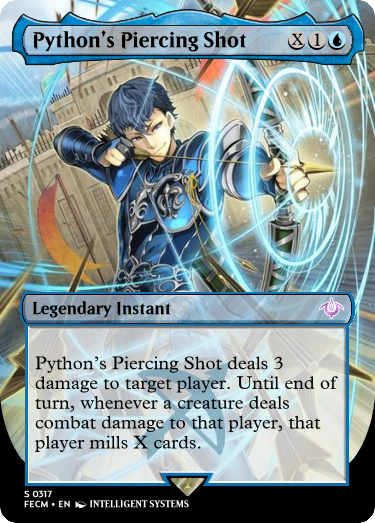 Python's Piercing Shot X 1
Legendary Instant
Python's Piercing Shot deals 3
damage to target player. Until end of
turn, whenever a creature deals
combat damage to that player, that
player mills X cards.
S 0317
FECM • EN INTELLIGENT SYSTEMS